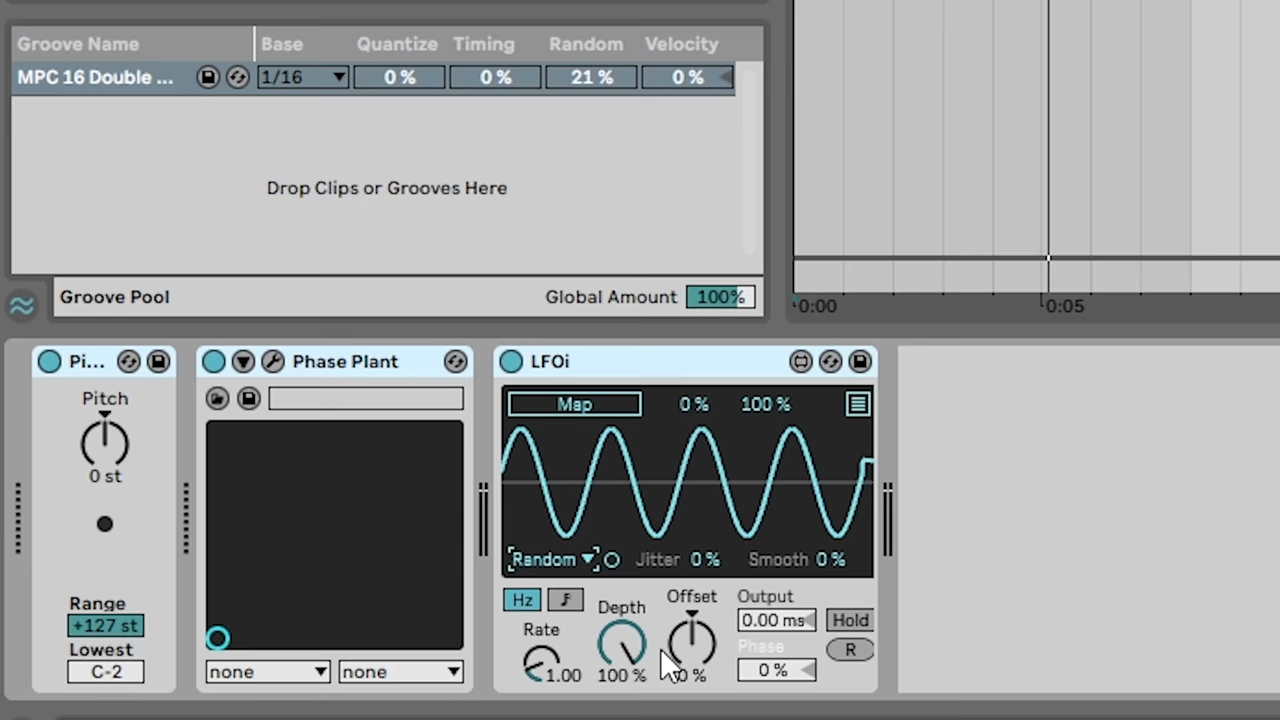 Groove Name Base Quantize Timing Random Velocity
MPC 16 Double ... 1/16 0 % 0 % 21 % 0 %
Drop Clips or Grooves Here
Groove Pool Global Amount 100%
0:00 0:05
Pi... Phase Plant LFOi
Pitch
0 st
Range
+127 st
Lowest
C-2
none none
Map 0 % 100 %
Random Jitter 0 % Smooth 0 %
Hz
Rate
1.00
Depth
100 %
Offset
0 %
Output
0.00 ms
Hold
Phase
0 %
R